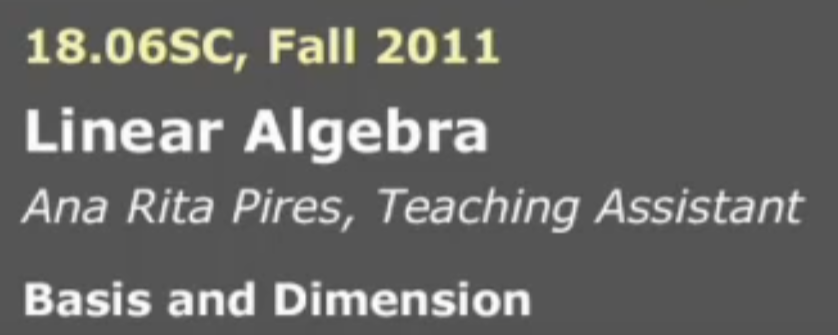 18.06SC, Fall 2011
Linear Algebra
Ana Rita Pires, Teaching Assistant
Basis and Dimension